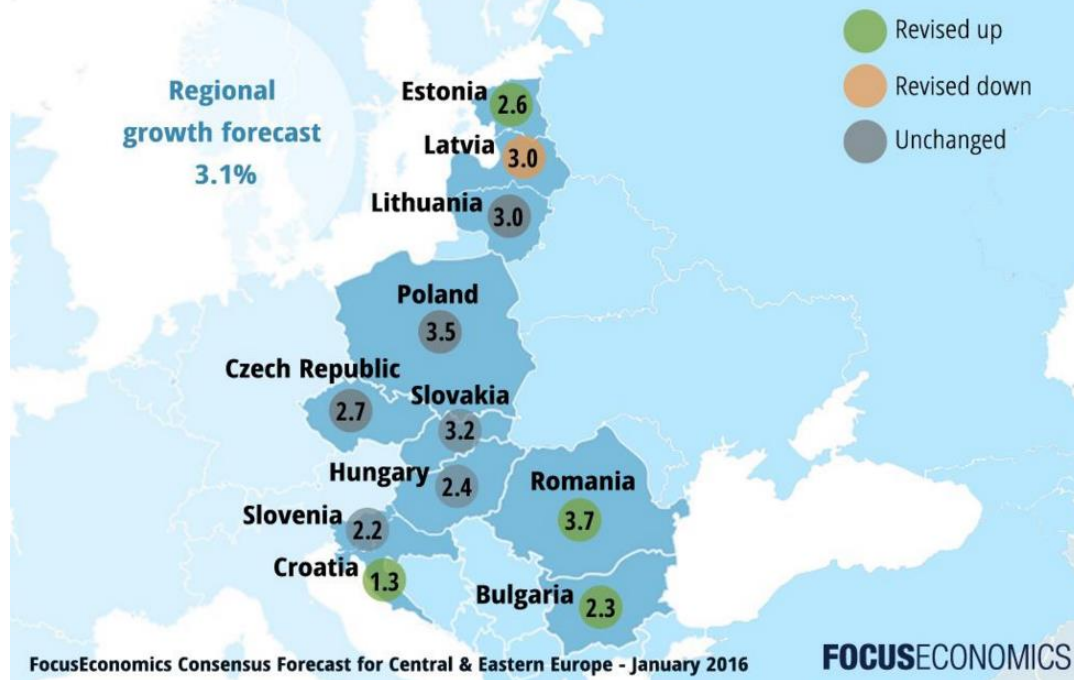 Revised up
Revised down
Unchanged
Regional
growth forecast
3.1%
Estonia 2.6
Latvia 3.0
Lithuania 3.0
Poland
3.5
Czech Republic
2.7
Slovakia
3.2
Hungary 2.4
Romania
3.7
Slovenia 2.2
Croatia 1.3
Bulgaria 2.3
FocusEconomics Consensus Forecast for Central & Eastern Europe - January 2016
FOCUSECONOMICS